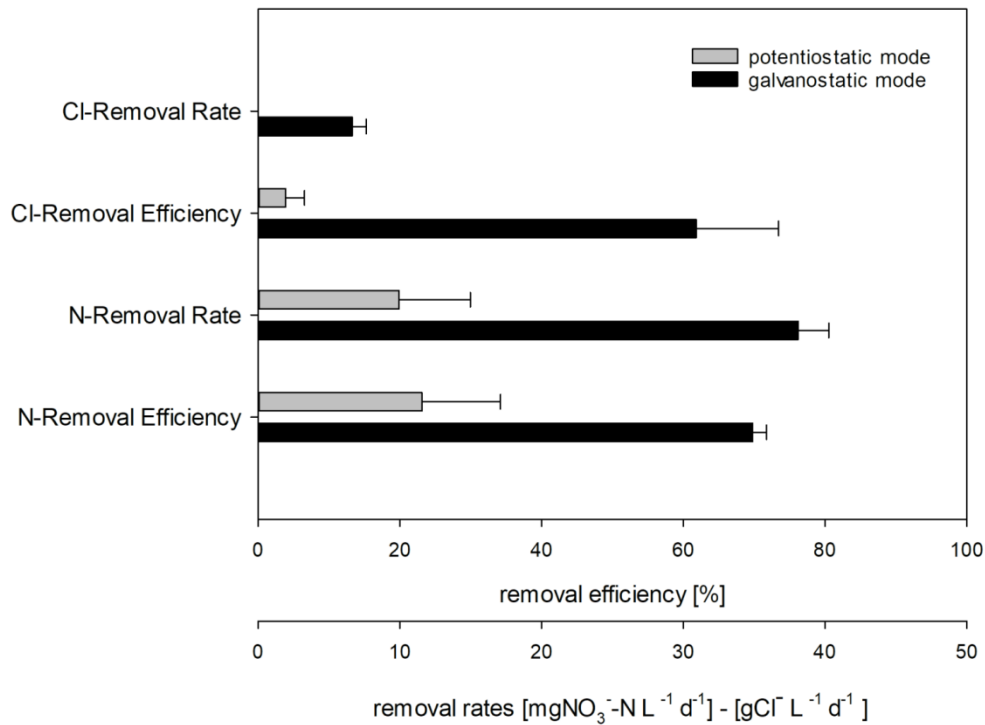 potentiostatic mode
galvanostatic mode
Cl-Removal Rate
Cl-Removal Efficiency
N-Removal Rate
N-Removal Efficiency
0 20 40 60 80 100
removal efficiency [%]
0 10 20 30 40 50
removal rates [mgNO₃⁻-N L⁻¹ d⁻¹] - [gCl⁻ L⁻¹ d⁻¹ ]